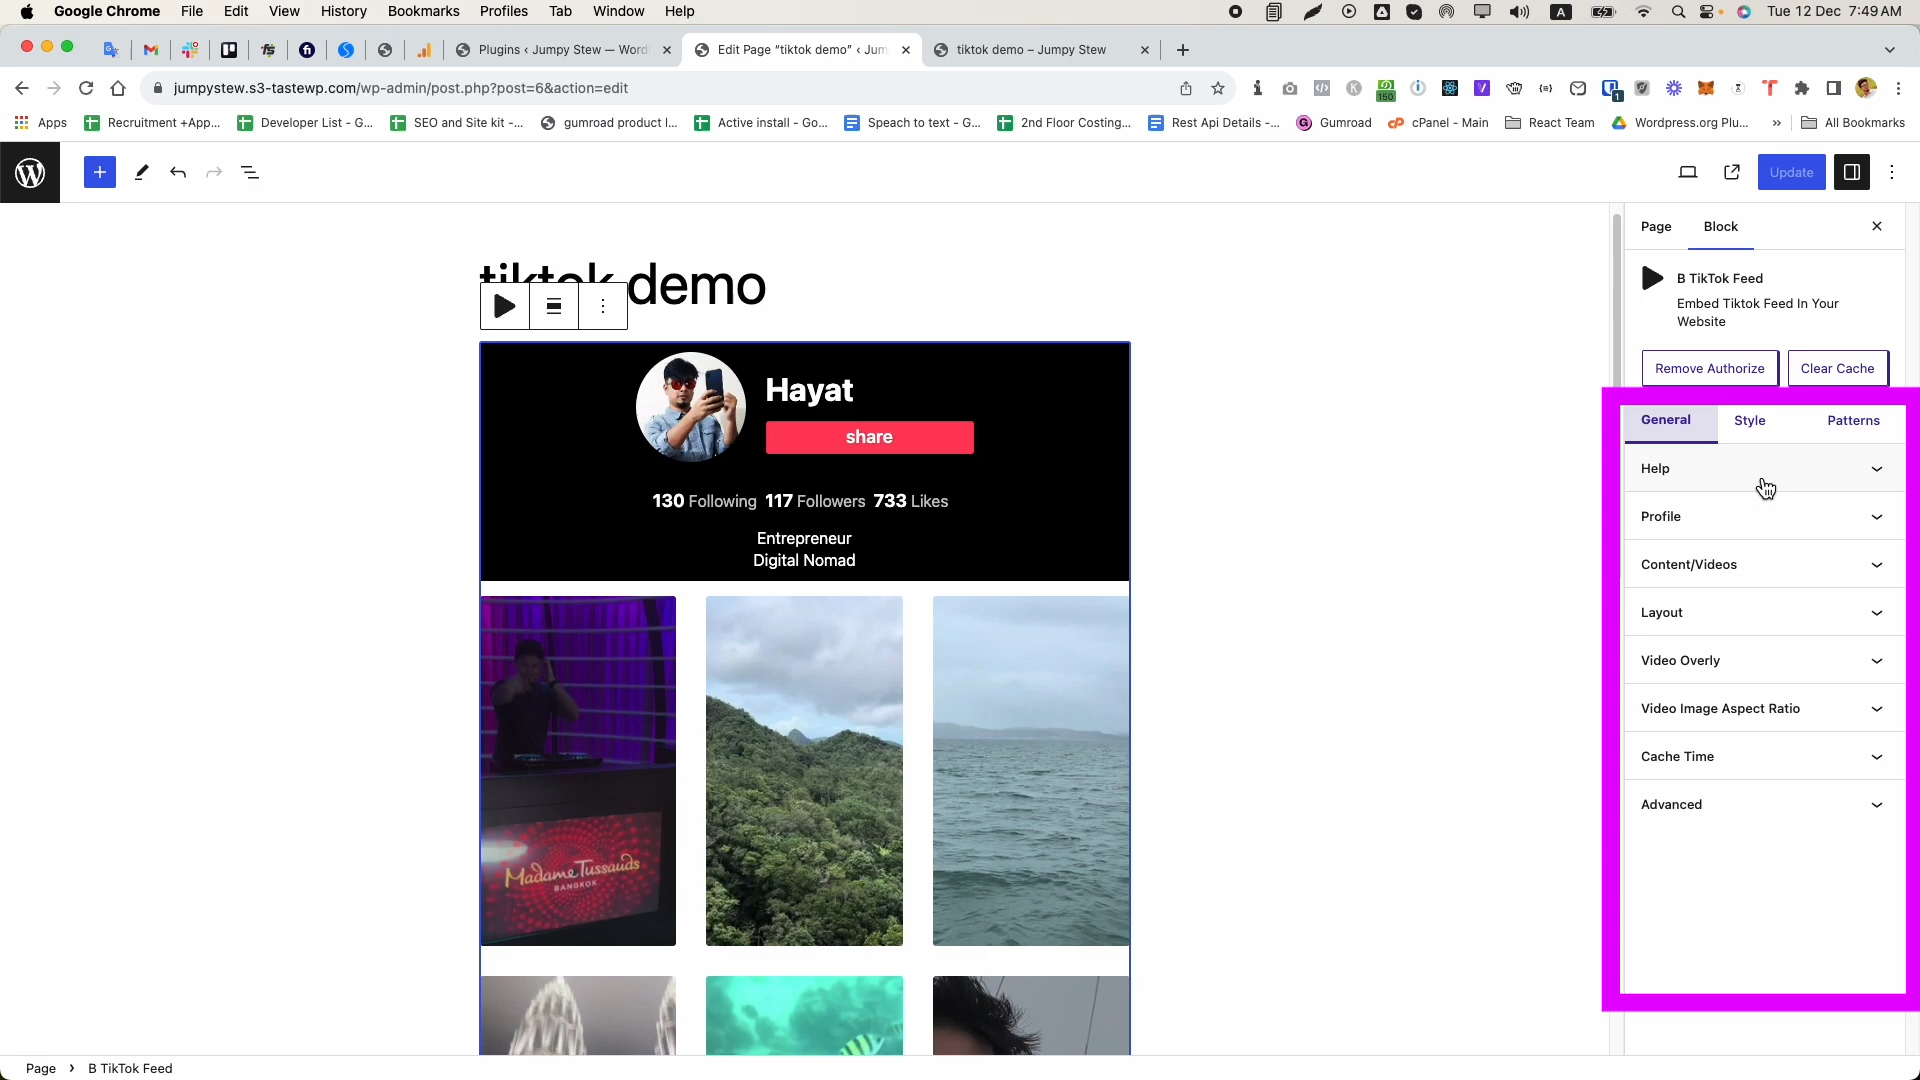 Google Chrome File Edit View History Bookmarks Profiles Tab Window Help A Tue 12 Dec 7:49 AM
Plugins ‹ Jumpy Stew — Word Edit Page “tiktok demo” ‹ Jum tiktok demo – Jumpy Stew
jumpystew.s3-tastewp.com/wp-admin/post.php?post=6&action=edit
150 1
Apps Recruitment +App... Developer List - G... SEO and Site kit -... gumroad product l... Active install - Go... Speach to text - G... 2nd Floor Costing... Rest Api Details -... Gumroad cPanel - Main React Team Wordpress.org Plu... » All Bookmarks
Update
Page Block
tiktok demo
B TikTok Feed
Embed Tiktok Feed In Your
Website
Remove Authorize Clear Cache
Hayat
share
130 Following 117 Followers 733 Likes
Entrepreneur
Digital Nomad
Madame Tussauds
BANGKOK
General Style Patterns
Help
Profile
Content/Videos
Layout
Video Overly
Video Image Aspect Ratio
Cache Time
Advanced
Page › B TikTok Feed